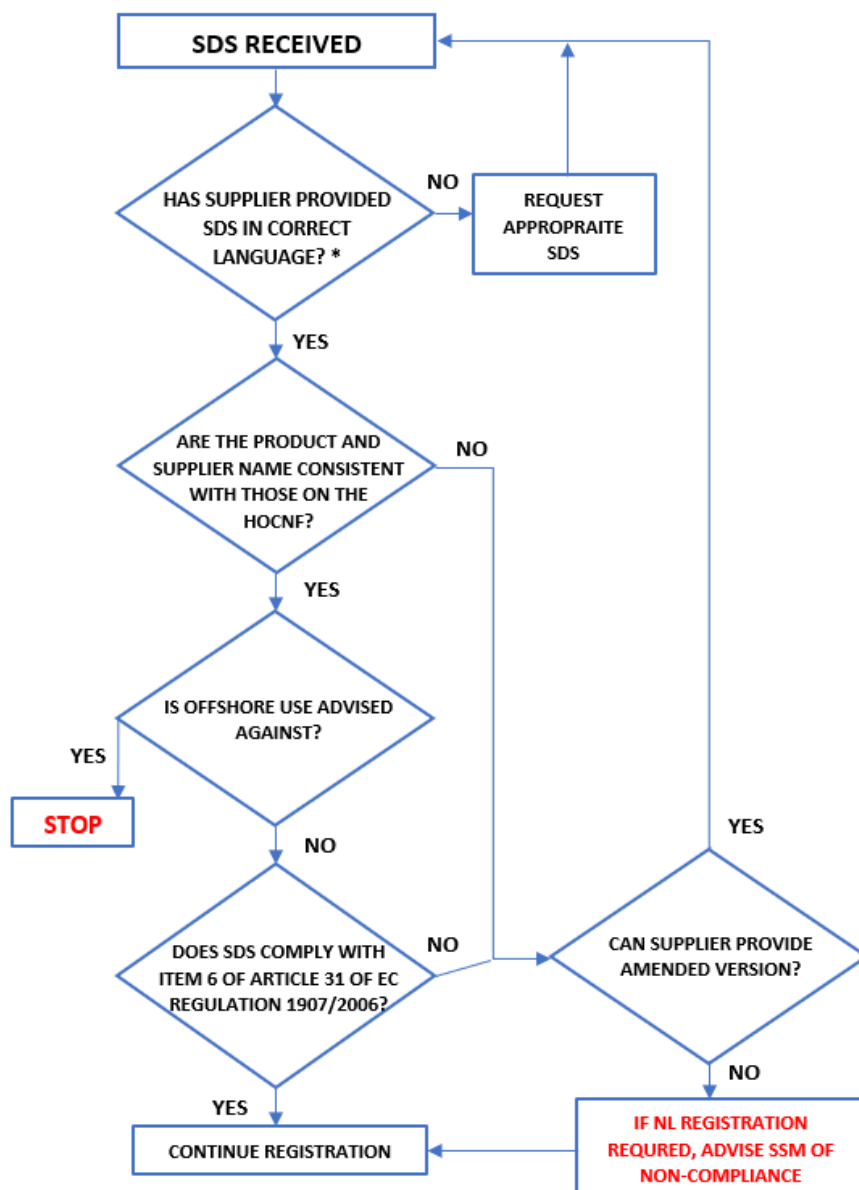 SDS RECEIVED
HAS SUPPLIER PROVIDED
SDS IN CORRECT
LANGUAGE? *
NO
REQUEST
APPROPRAITE
SDS
YES
ARE THE PRODUCT AND
SUPPLIER NAME CONSISTENT
WITH THOSE ON THE
HOCNF?
NO
YES
IS OFFSHORE USE ADVISED
AGAINST?
YES
STOP
NO
YES
DOES SDS COMPLY WITH
ITEM 6 OF ARTICLE 31 OF EC
REGULATION 1907/2006?
NO
CAN SUPPLIER PROVIDE
AMENDED VERSION?
YES
NO
CONTINUE REGISTRATION
IF NL REGISTRATION
REQURED, ADVISE SSM OF
NON-COMPLIANCE